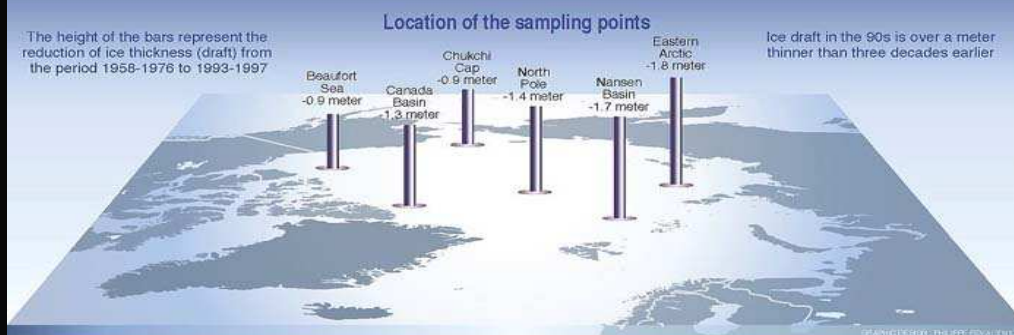 Location of the sampling points
The height of the bars represent the
reduction of ice thickness (draft) from
the period 1958-1976 to 1993-1997
Ice draft in the 90s is over a meter
thinner than three decades earlier
Beaufort
Sea
-0.9 meter
Canada
Basin
-1.3 meter
Chukchi
Cap
-0.9 meter
North
Pole
-1.4 meter
Nansen
Basin
-1.7 meter
Eastern
Arctic
-1.8 meter
GRAPHIC DESIGN : PHILIPPE